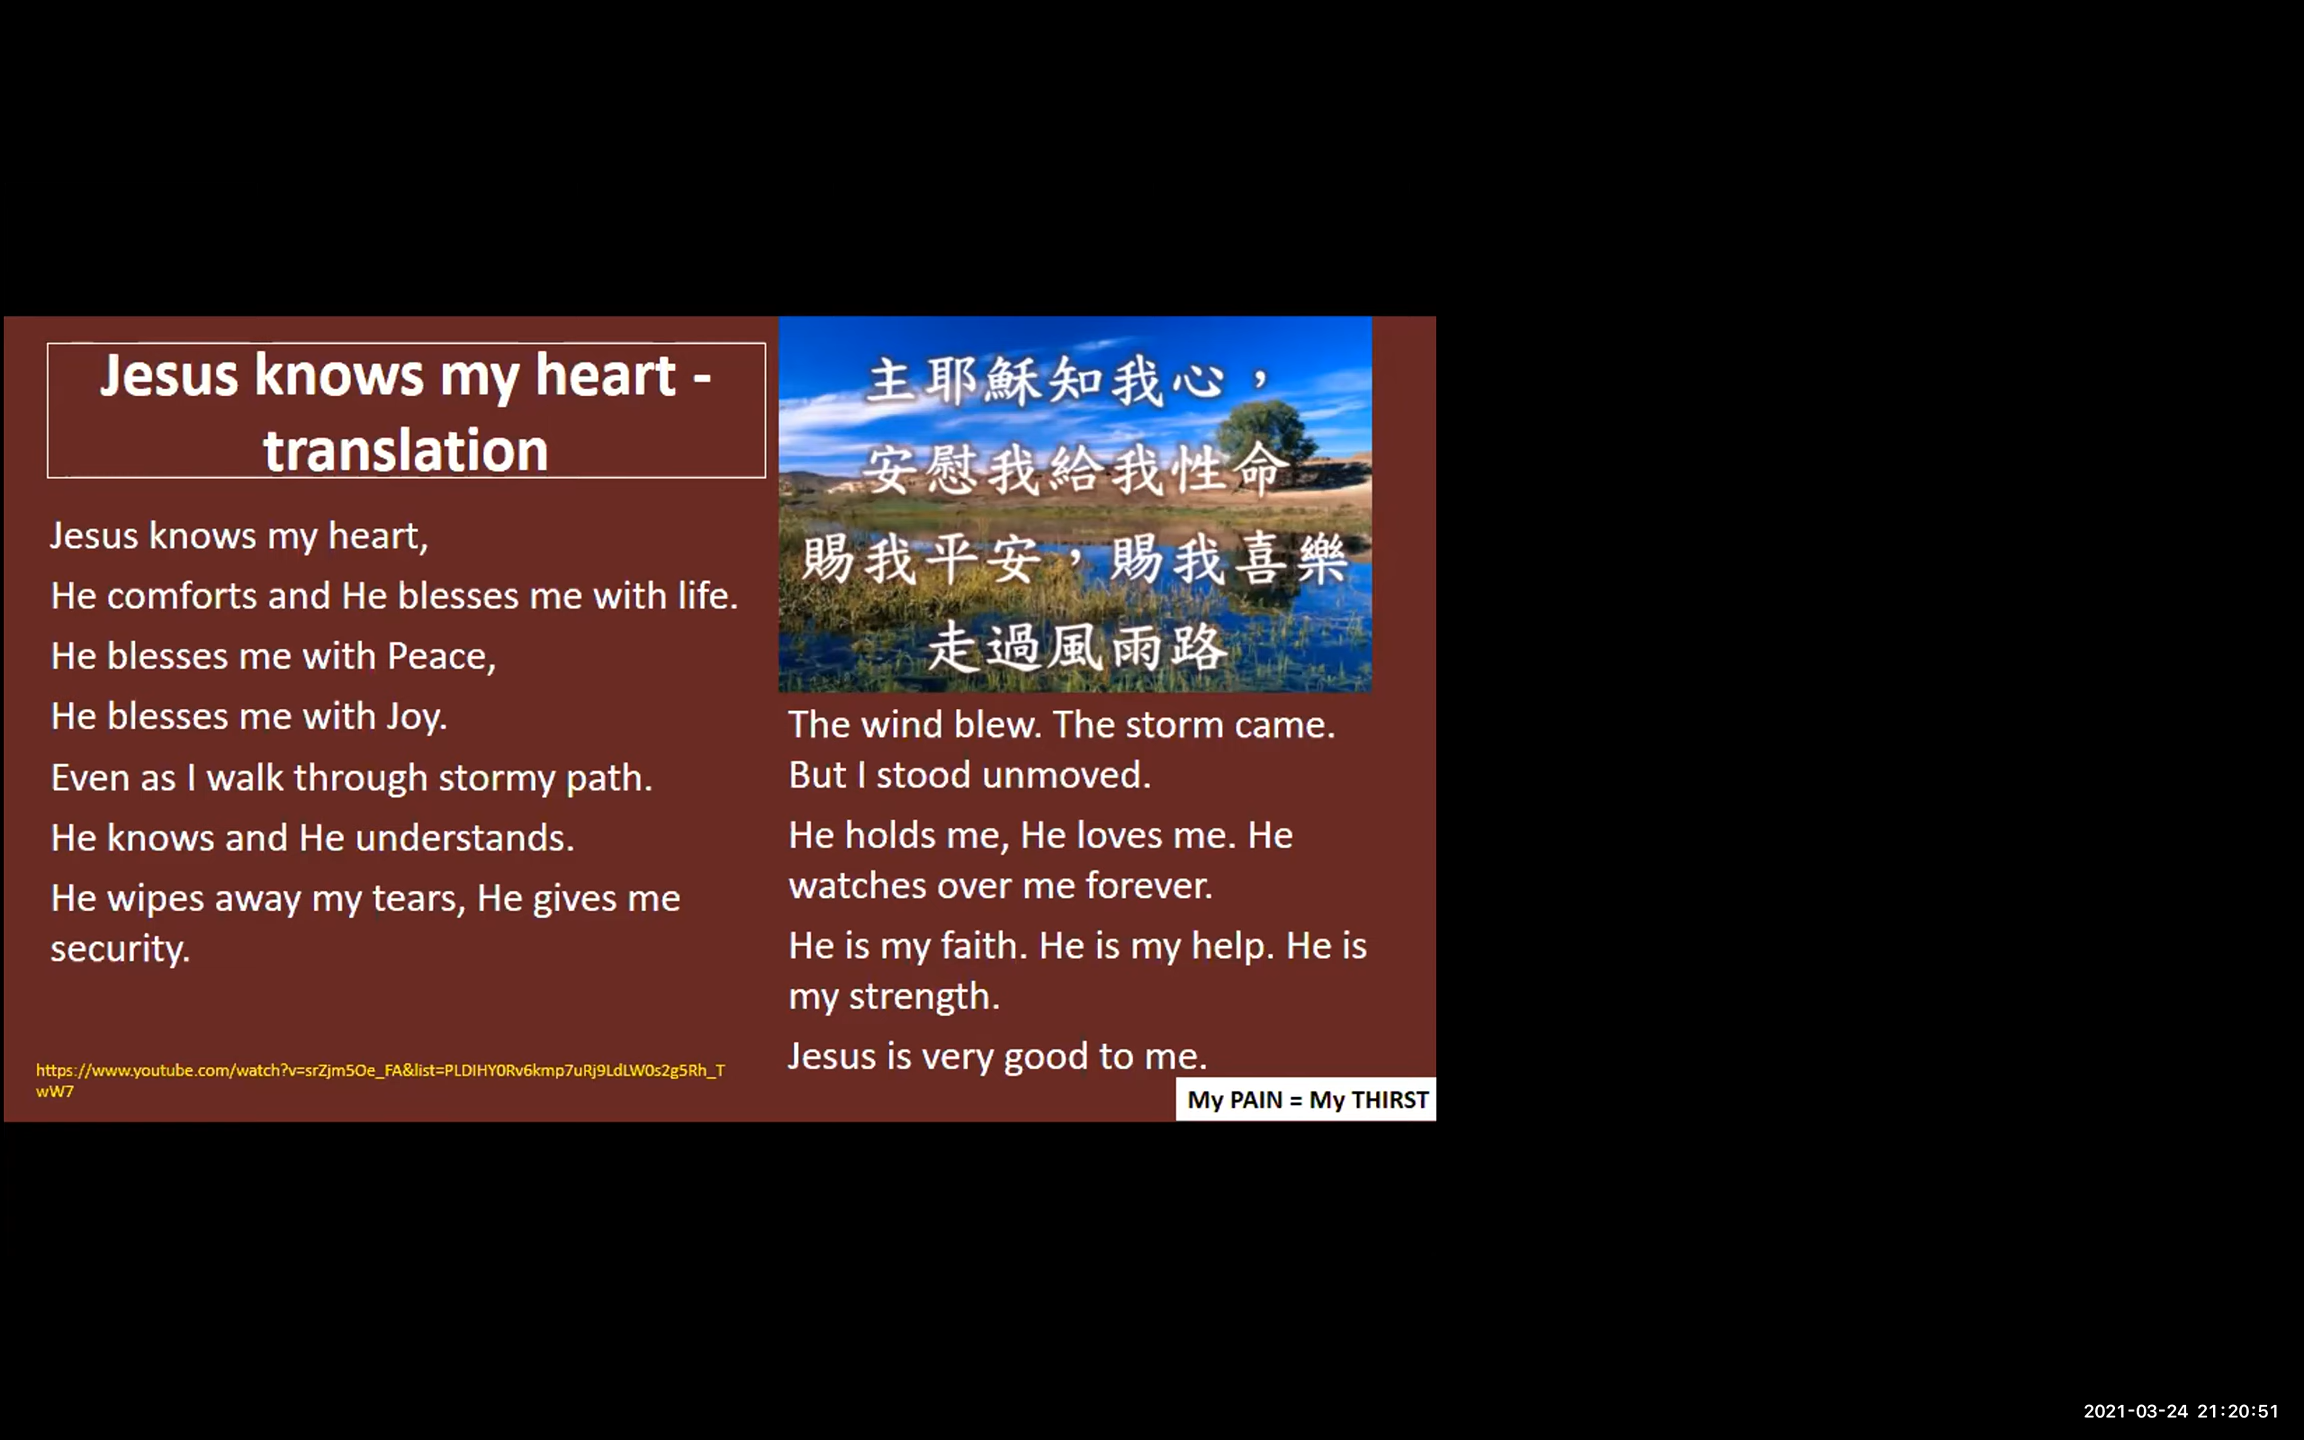 Jesus knows my heart -
translation
Jesus knows my heart,
He comforts and He blesses me with life.
He blesses me with Peace,
He blesses me with Joy.
Even as I walk through stormy path.
He knows and He understands.
He wipes away my tears, He gives me
security.
https://www.youtube.com/watch?v=srZjm5Oe_FA&list=PLDIHY0Rv6kmp7uRj9LdLW0s2g5Rh_T
wW7
主耶穌知我心，
安慰我給我性命
賜我平安，賜我喜樂
走過風雨路
The wind blew. The storm came.
But I stood unmoved.
He holds me, He loves me. He
watches over me forever.
He is my faith. He is my help. He is
my strength.
Jesus is very good to me.
My PAIN = My THIRST
2021-03-24 21:20:51